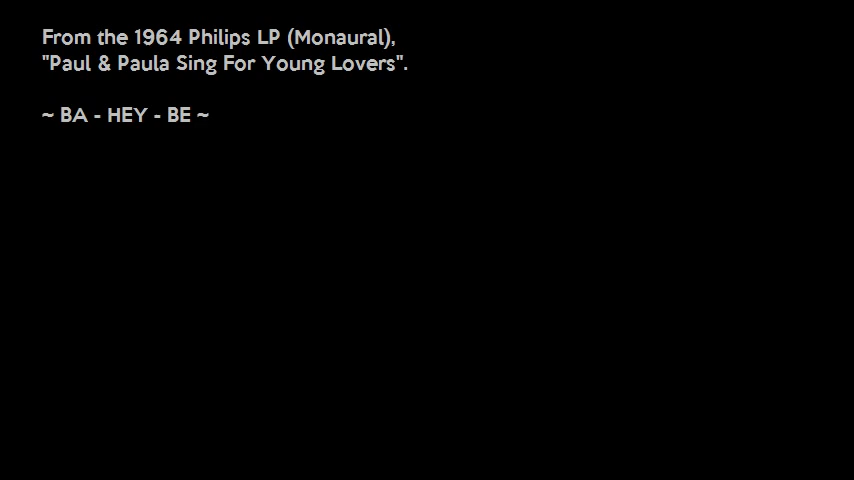 From the 1964 Philips LP (Monaural),
"Paul & Paula Sing For Young Lovers".
~ BA - HEY - BE ~